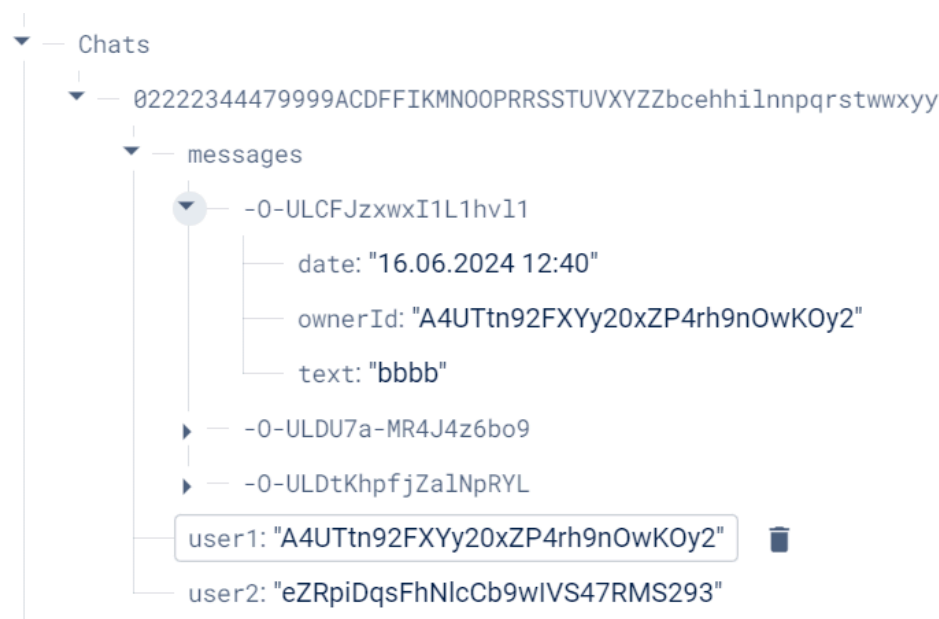 Chats
02222344479999ACDFFIKMNOOPRRSSTUVXYZZbcehhilnnpqrstwwxyy
messages
-O-ULCFJzxwxI1L1hvl1
date: "16.06.2024 12:40"
ownerId: "A4UTtn92FXYy20xZP4rh9nOwKOy2"
text: "bbbb"
-O-ULDU7a-MR4J4z6bo9
-O-ULDtKhpfjZalNpRYL
user1: "A4UTtn92FXYy20xZP4rh9nOwKOy2"
user2: "eZRpiDqsFhNlcCb9wIVS47RMS293"